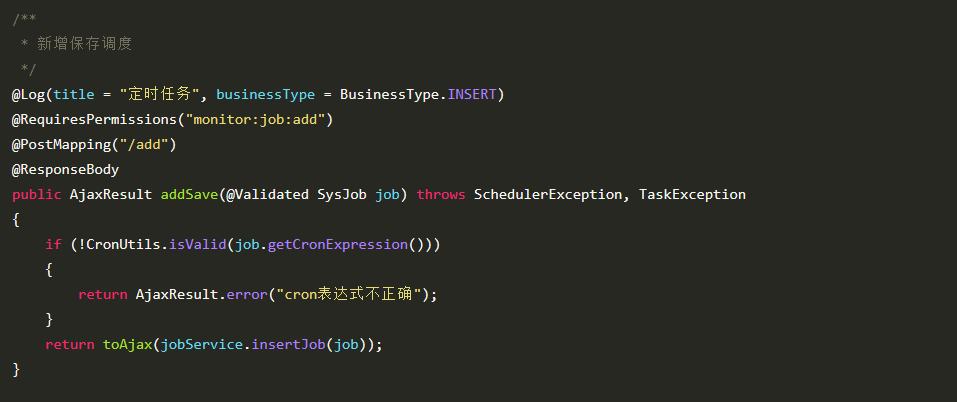 /**
 * 新增保存调度
 */
@Log(title = "定时任务", businessType = BusinessType.INSERT)
@RequiresPermissions("monitor:job:add")
@PostMapping("/add")
@ResponseBody
public AjaxResult addSave(@Validated SysJob job) throws SchedulerException, TaskException
{
    if (!CronUtils.isValid(job.getCronExpression()))
    {
        return AjaxResult.error("cron表达式不正确");
    }
    return toAjax(jobService.insertJob(job));
}